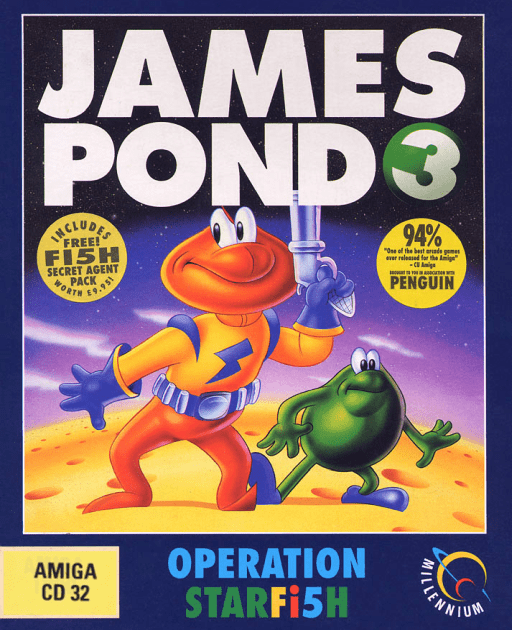 JAMES
POND 3
INCLUDES
FREE!
FI5H
SECRET AGENT
PACK
WORTH £9.95!
94%
"One of the best arcade games
ever released for the Amiga"
- CU Amiga
BROUGHT TO YOU IN ASSOCIATION WITH
PENGUIN
AMIGA
CD 32
OPERATION
STARFi5H
MILLENNIUM